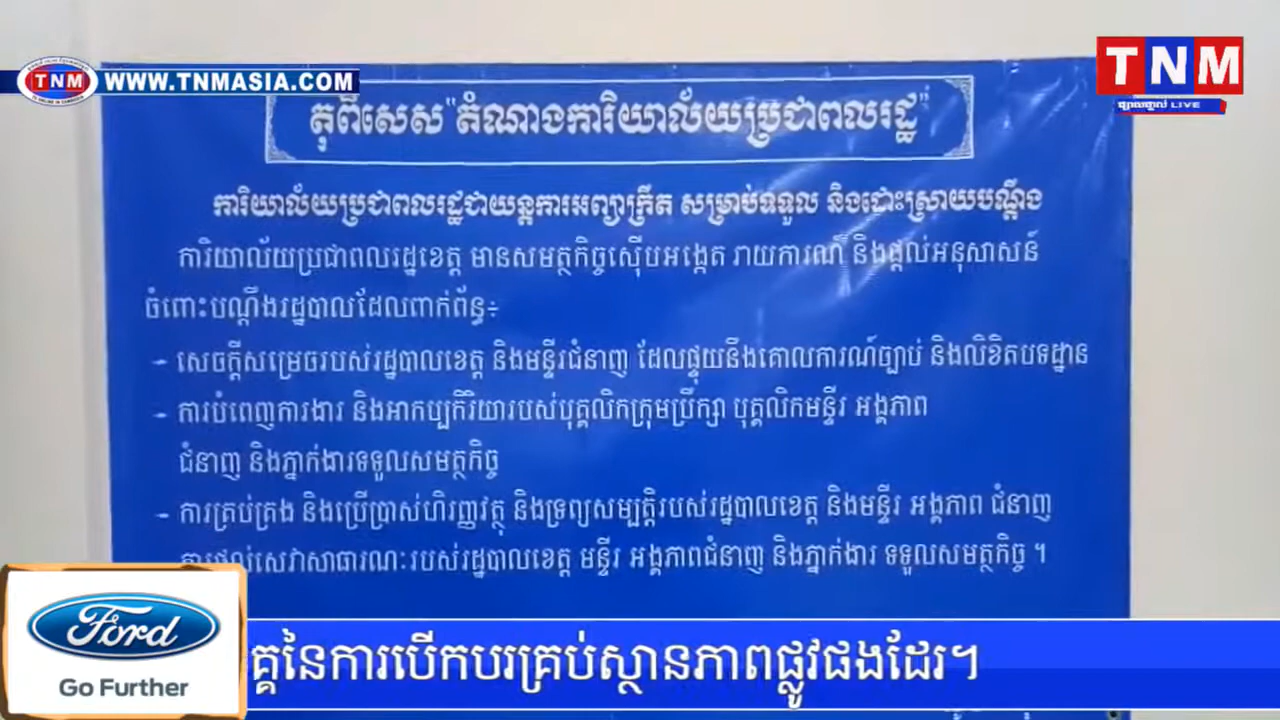 WWW.TNMASIA.COM
TNM
TNM
ផ្សាយផ្ទាល់ LIVE
តុពិសេស "តំណាងការិយាល័យប្រជាពលរដ្ឋ"
ការិយាល័យប្រជាពលរដ្ឋជាយន្តការអព្យាក្រឹត សម្រាប់ទទួល និងដោះស្រាយបណ្តឹង
ការិយាល័យប្រជាពលរដ្ឋខេត្ត មានសមត្ថកិច្ចស៊ើបអង្កេត រាយការណ៍ និងផ្តល់អនុសាសន៍
ចំពោះបណ្តឹងរដ្ឋបាលដែលពាក់ព័ន្ធ៖
- សេចក្តីសម្រេចរបស់រដ្ឋបាលខេត្ត និងមន្ទីរជំនាញ ដែលផ្ទុយនឹងគោលការណ៍ច្បាប់ និងលិខិតបទដ្ឋាន
- ការបំពេញការងារ និងអាកប្បកិរិយារបស់បុគ្គលិកក្រុមប្រឹក្សា បុគ្គលិកមន្ទីរ អង្គភាព
ជំនាញ និងភ្នាក់ងារទទួលសមត្ថកិច្ច
- ការគ្រប់គ្រង និងប្រើប្រាស់ហិរញ្ញវត្ថុ និងទ្រព្យសម្បត្តិរបស់រដ្ឋបាលខេត្ត និងមន្ទីរ អង្គភាព ជំនាញ
ការផ្តល់សេវាសាធារណៈរបស់រដ្ឋបាលខេត្ត មន្ទីរ អង្គភាពជំនាញ និងភ្នាក់ងារ ទទួលសមត្ថកិច្ច ។
Ford
Go Further
គ្គនៃការបើកបរគ្រប់ស្ថានភាពផ្លូវផងដែរ។